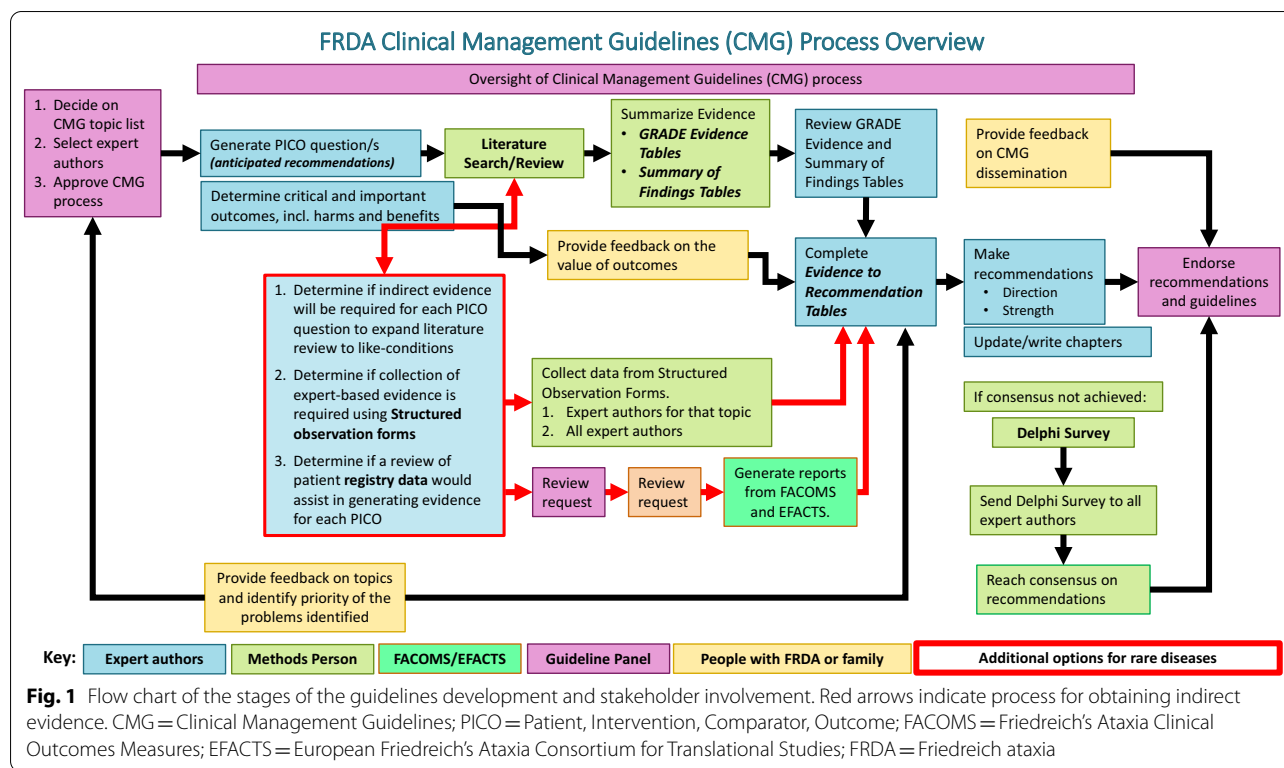 FRDA Clinical Management Guidelines (CMG) Process Overview
Oversight of Clinical Management Guidelines (CMG) process
1. Decide on
CMG topic list
2. Select expert
authors
3. Approve CMG
process
Generate PICO question/s
(anticipated recommendations)
Determine critical and important
outcomes, incl. harms and benefits
Literature
Search/Review
Summarize Evidence
• GRADE Evidence
Tables
• Summary of
Findings Tables
Review GRADE
Evidence and
Summary of
Findings Tables
Provide feedback
on CMG
dissemination
Provide feedback on the
value of outcomes
Complete
Evidence to
Recommendation
Tables
Make
recommendations
• Direction
• Strength
Update/write chapters
Endorse
recommendations
and guidelines
1. Determine if indirect evidence
will be required for each PICO
question to expand literature
review to like-conditions
2. Determine if collection of
expert-based evidence is
required using Structured
observation forms
3. Determine if a review of
patient registry data would
assist in generating evidence
for each PICO
Collect data from Structured
Observation Forms.
1. Expert authors for that topic
2. All expert authors
Review
request
Review
request
Generate reports
from FACOMS
and EFACTS.
If consensus not achieved:
Delphi Survey
Send Delphi Survey to all
expert authors
Reach consensus on
recommendations
Provide feedback on topics
and identify priority of the
problems identified
Key:
Expert authors
Methods Person
FACOMS/EFACTS
Guideline Panel
People with FRDA or family
Additional options for rare diseases
Fig. 1 Flow chart of the stages of the guidelines development and stakeholder involvement. Red arrows indicate process for obtaining indirect
evidence. CMG = Clinical Management Guidelines; PICO = Patient, Intervention, Comparator, Outcome; FACOMS = Friedreich's Ataxia Clinical
Outcomes Measures; EFACTS = European Friedreich's Ataxia Consortium for Translational Studies; FRDA = Friedreich ataxia